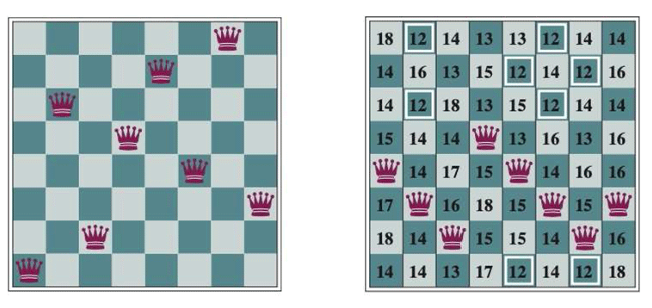 18 12 14 13 13 12 14 14
14 16 13 15 12 14 12 16
14 12 18 13 15 12 14 14
15 14 14 13 16 13 16
14 17 15 14 16 16
17 16 18 15 15
18 14 15 15 14 16
14 14 13 17 12 14 12 18